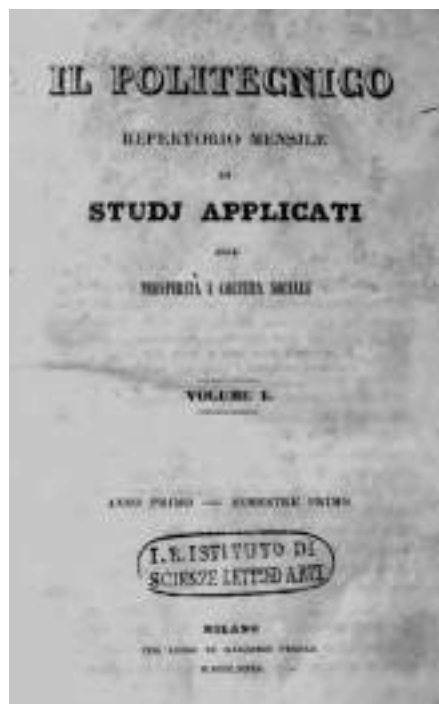 IL POLITECNICO
REPERTORIO MENSILE
DI
STUDJ APPLICATI
ALLA
PROSPERITÀ E COLTURA SOCIALE
VOLUME I.
ANNO PRIMO — SEMESTRE PRIMO
I. R. ISTITUTO DI
SCIENZE LETT. ED ARTI.
MILANO